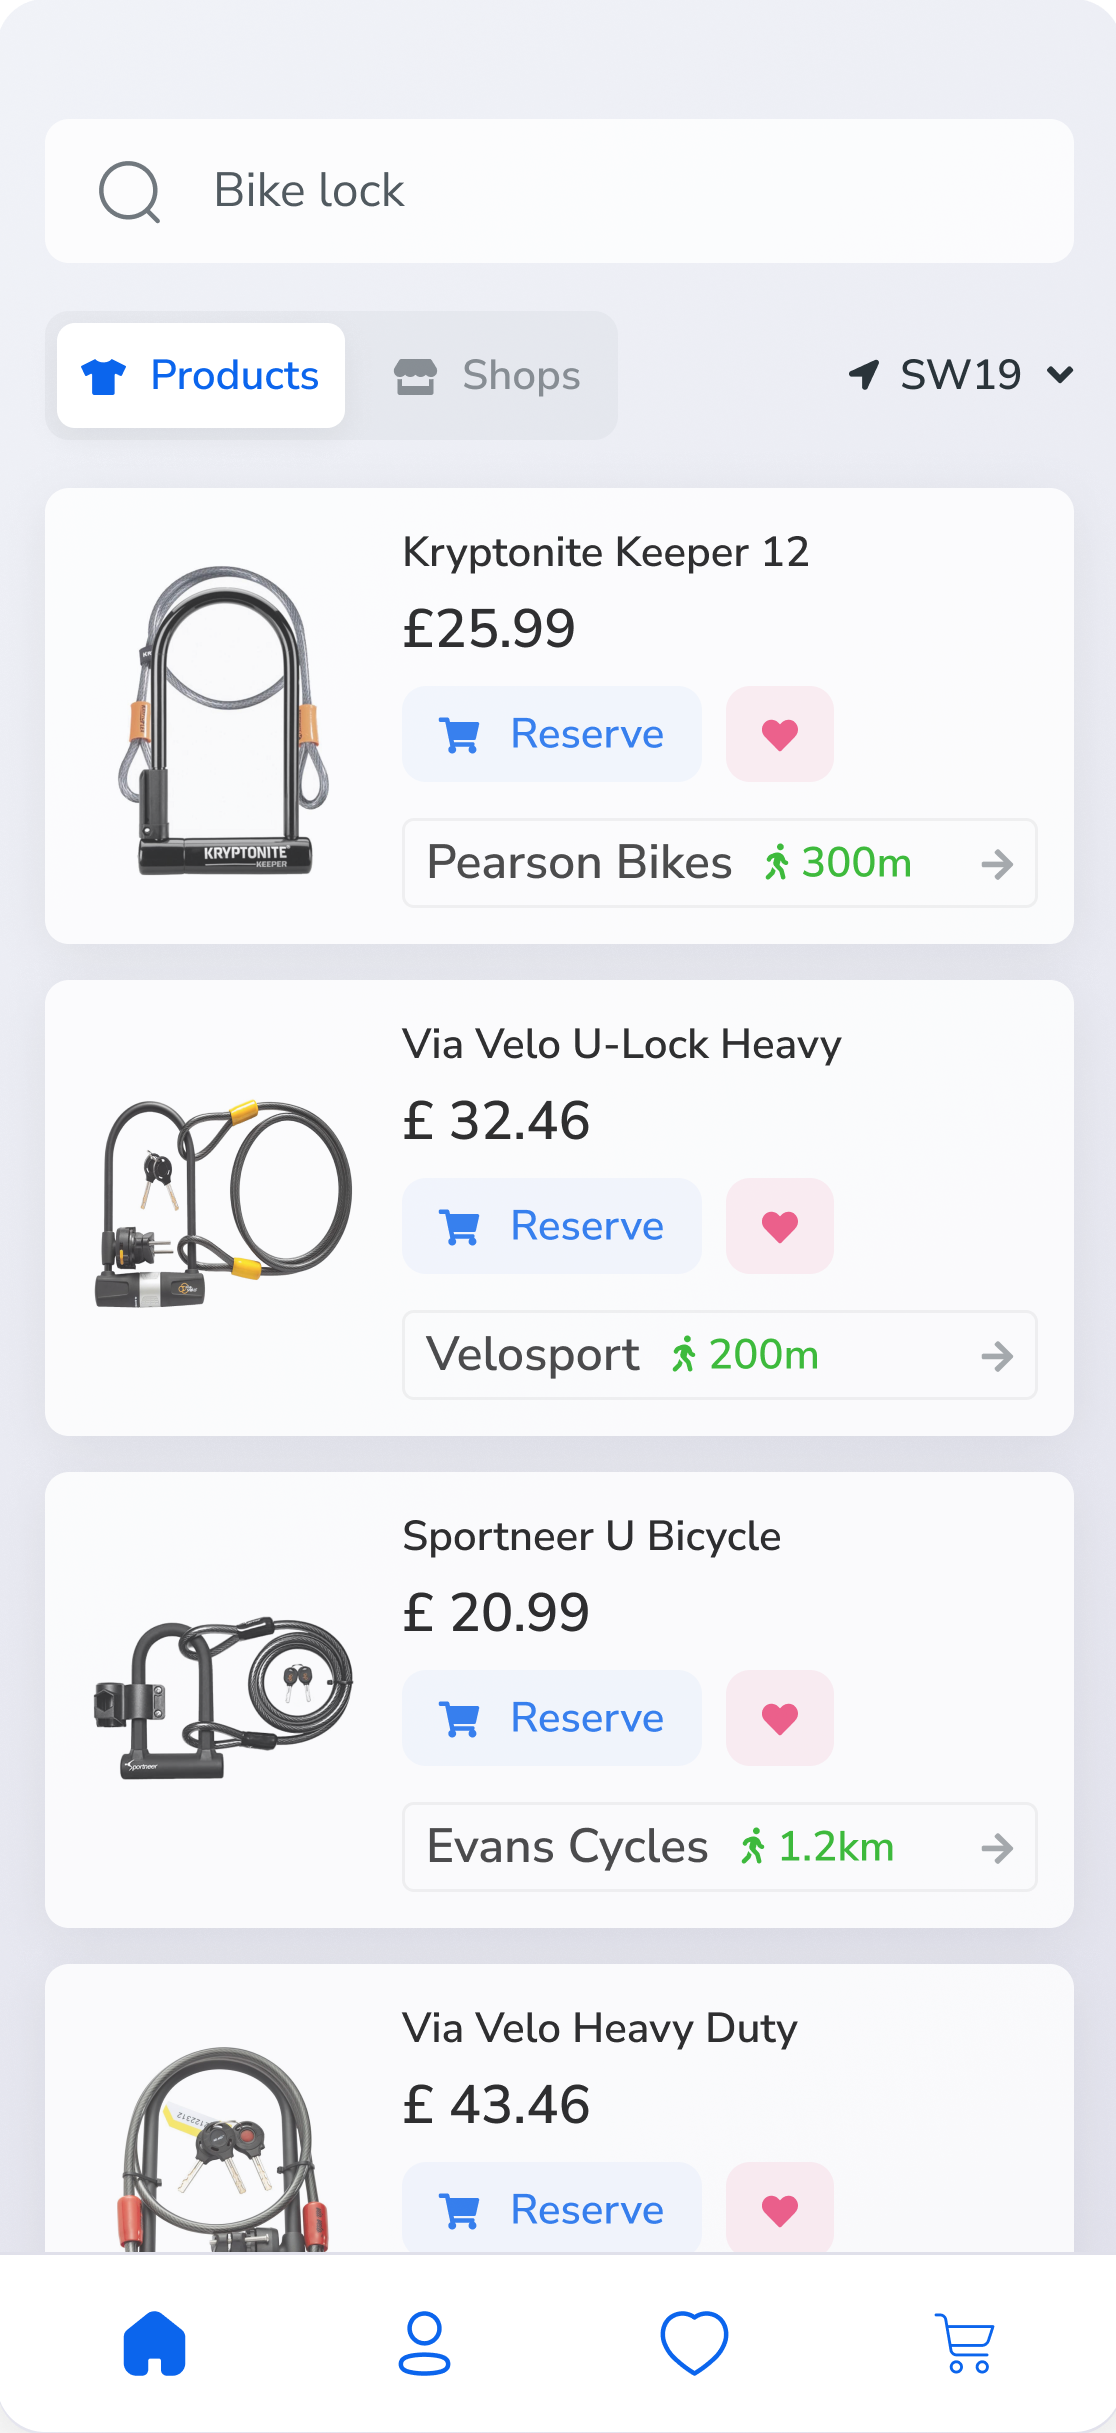 Bike lock
Products
Shops
SW19
Kryptonite Keeper 12
£25.99
Reserve
Pearson Bikes 300m
KRYPTONITE
KEEPER
Via Velo U-Lock Heavy
£ 32.46
Reserve
Velosport 200m
Sportneer U Bicycle
£ 20.99
Reserve
Evans Cycles 1.2km
Sportneer
Via Velo Heavy Duty
£ 43.46
Reserve